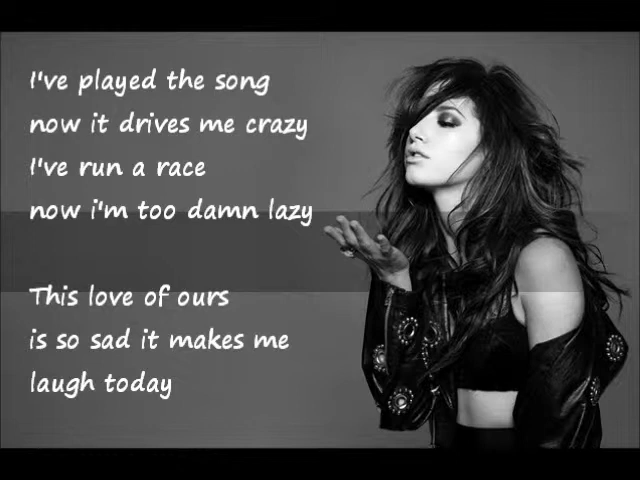 I've played the song
now it drives me crazy
I've run a race
now i'm too damn lazy
This love of ours
is so sad it makes me
laugh today